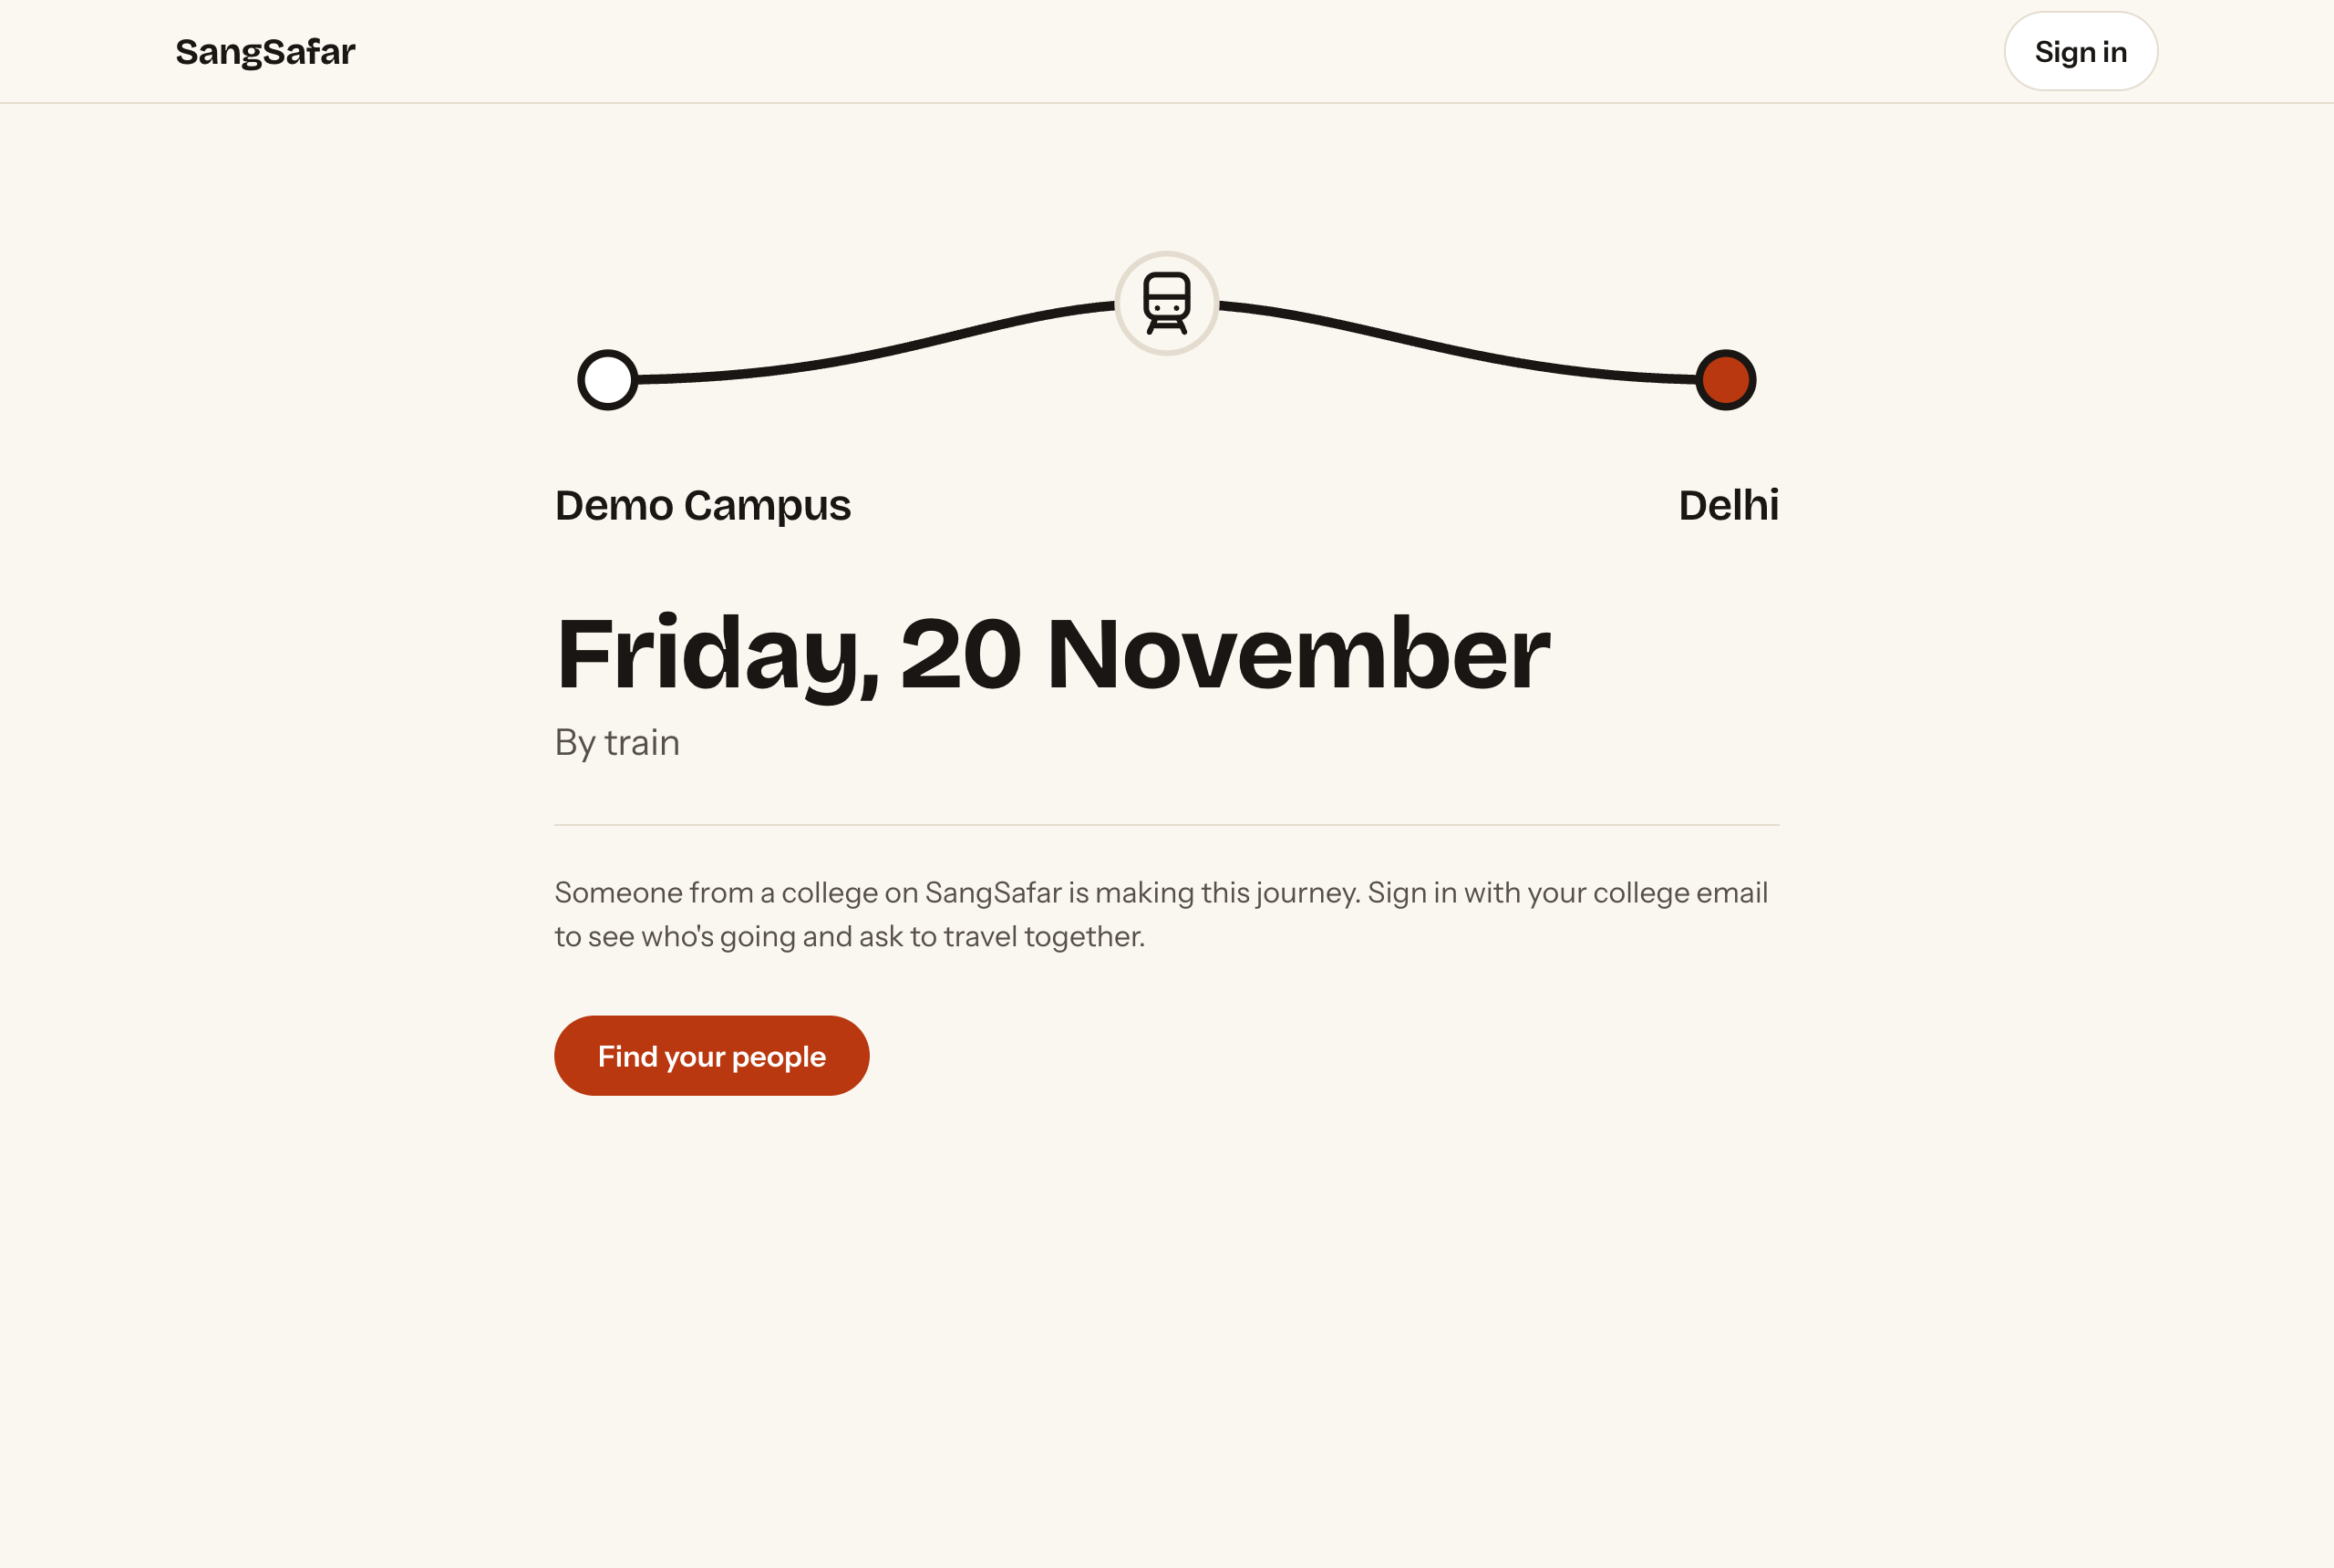 SangSafar
Sign in
Demo Campus
Delhi
Friday, 20 November
By train
Someone from a college on SangSafar is making this journey. Sign in with your college email
to see who's going and ask to travel together.
Find your people